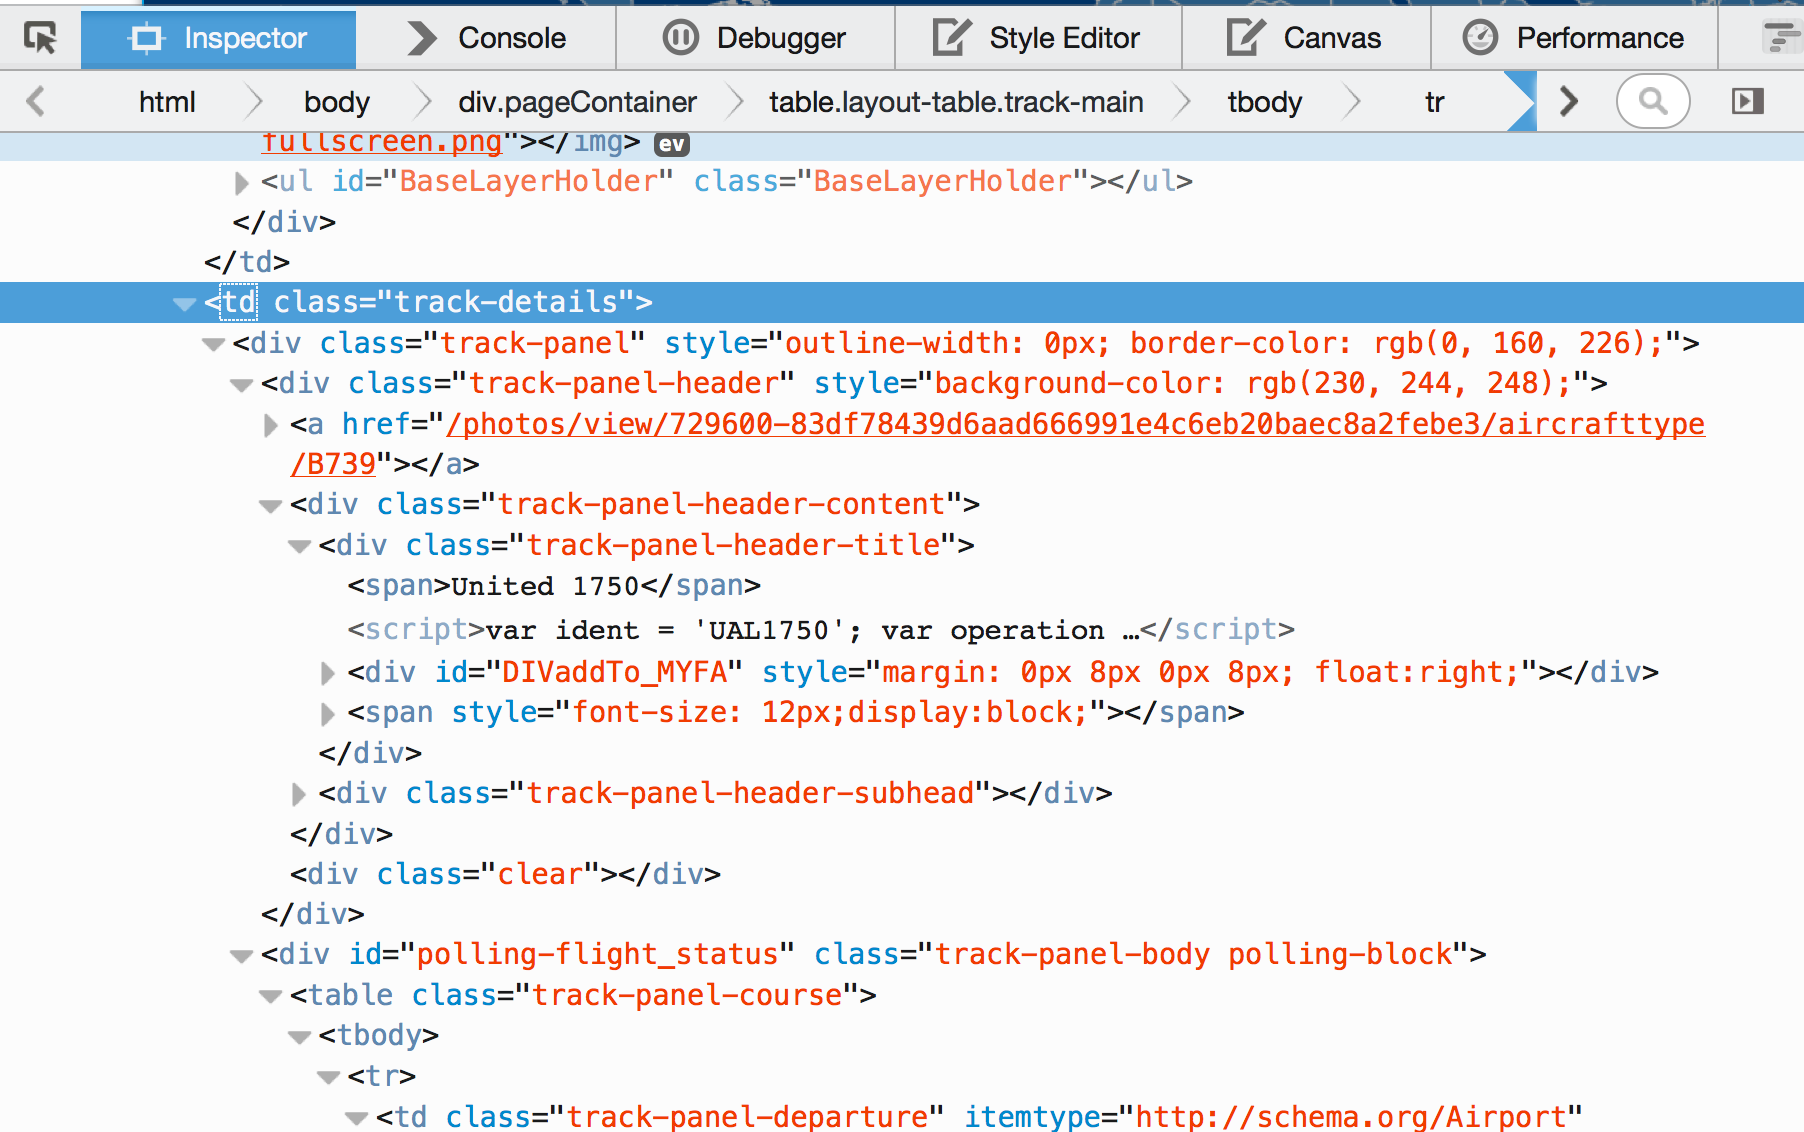 Inspector Console Debugger Style Editor Canvas Performance
html body div.pageContainer table.layout-table.track-main tbody tr
fullscreen.png"></img> ev
<ul id="BaseLayerHolder" class="BaseLayerHolder"></ul>
</div>
</td>
<td class="track-details">
<div class="track-panel" style="outline-width: 0px; border-color: rgb(0, 160, 226);">
<div class="track-panel-header" style="background-color: rgb(230, 244, 248);">
<a href="/photos/view/729600-83df78439d6aad666991e4c6eb20baec8a2febe3/aircrafttype
/B739"></a>
<div class="track-panel-header-content">
<div class="track-panel-header-title">
<span>United 1750</span>
<script>var ident = 'UAL1750'; var operation …</script>
<div id="DIVaddTo_MYFA" style="margin: 0px 8px 0px 8px; float:right;"></div>
<span style="font-size: 12px;display:block;"></span>
</div>
<div class="track-panel-header-subhead"></div>
</div>
<div class="clear"></div>
</div>
<div id="polling-flight_status" class="track-panel-body polling-block">
<table class="track-panel-course">
<tbody>
<tr>
<td class="track-panel-departure" itemtype="http://schema.org/Airport"